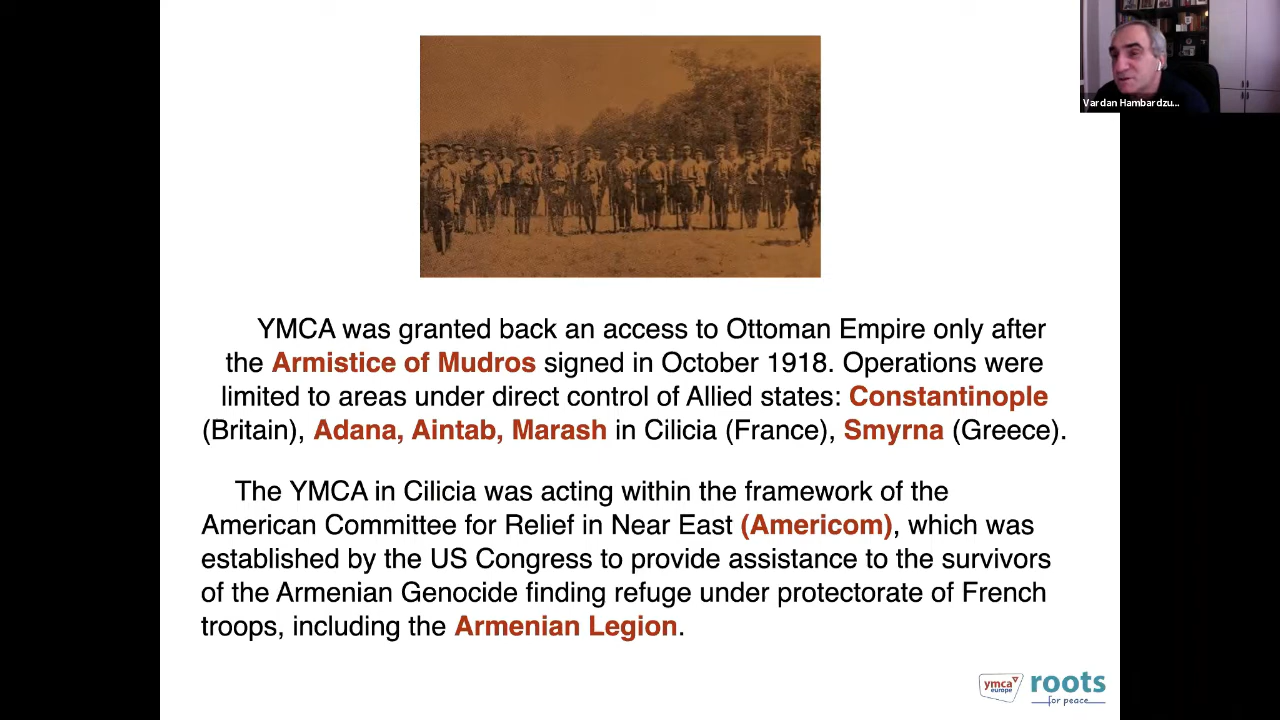 Vardan Hambardzu...
YMCA was granted back an access to Ottoman Empire only after
the Armistice of Mudros signed in October 1918. Operations were
limited to areas under direct control of Allied states: Constantinople
(Britain), Adana, Aintab, Marash in Cilicia (France), Smyrna (Greece).
The YMCA in Cilicia was acting within the framework of the
American Committee for Relief in Near East (Americom), which was
established by the US Congress to provide assistance to the survivors
of the Armenian Genocide finding refuge under protectorate of French
troops, including the Armenian Legion.
ymca
europe
roots
for peace